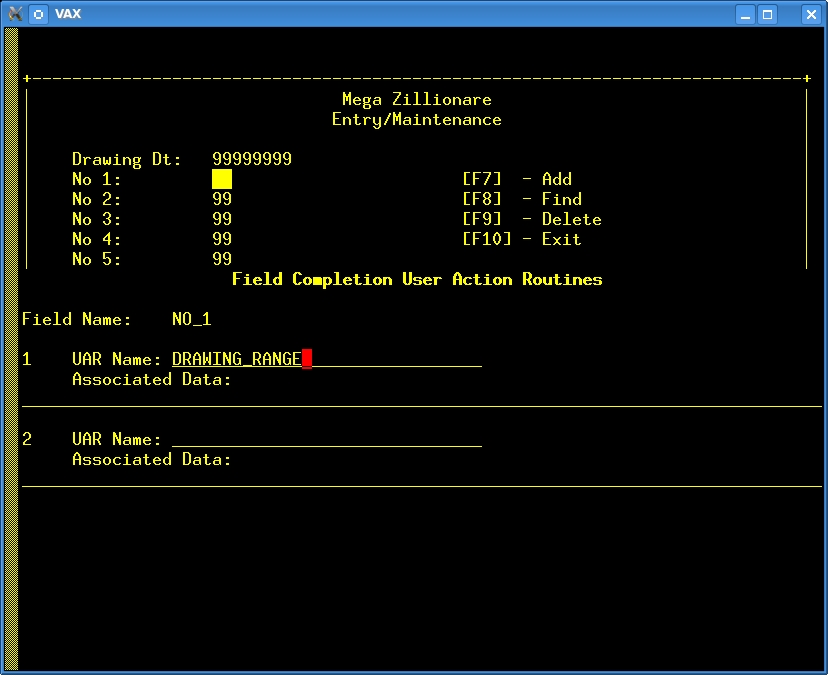 VAX
Mega Zillionare
Entry/Maintenance
Drawing Dt: 99999999
No 1: [F7] - Add
No 2: 99 [F8] - Find
No 3: 99 [F9] - Delete
No 4: 99 [F10] - Exit
No 5: 99
Field Completion User Action Routines
Field Name: NO_1
1 UAR Name: DRAWING_RANGE
Associated Data:
2 UAR Name:
Associated Data: